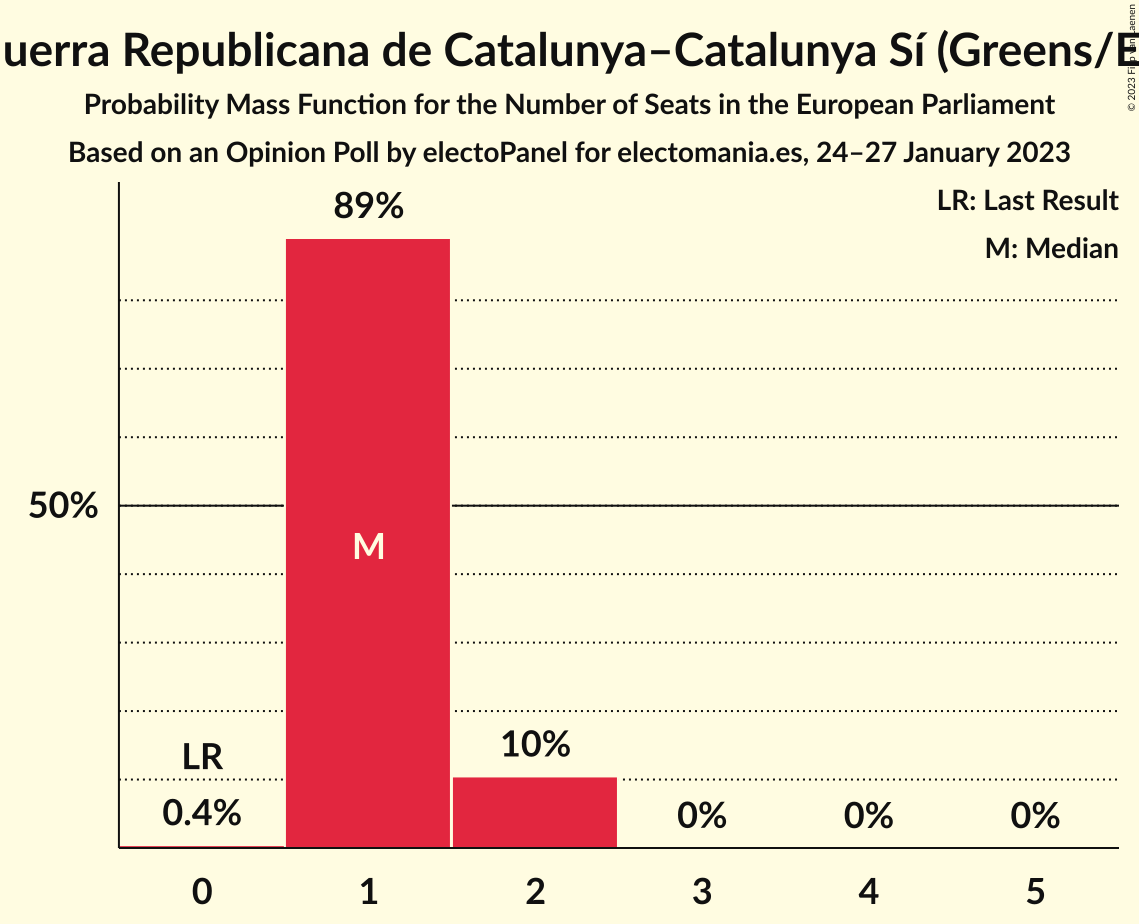 uerra Republicana de Catalunya–Catalunya Sí (Greens/E
Probability Mass Function for the Number of Seats in the European Parliament
Based on an Opinion Poll by electoPanel for electomania.es, 24–27 January 2023
LR: Last Result
M: Median
89%
50%
M
LR
0.4%
10%
0%
0%
0%
0
1
2
3
4
5
© 2023 Filip